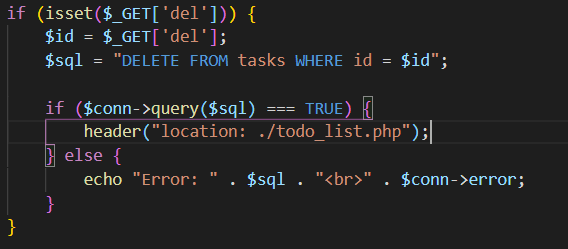 if (isset($_GET['del'])) {
    $id = $_GET['del'];
    $sql = "DELETE FROM tasks WHERE id = $id";

    if ($conn->query($sql) === TRUE) {
        header("location: ./todo_list.php");
    } else {
        echo "Error: " . $sql . "<br>" . $conn->error;
    }
}